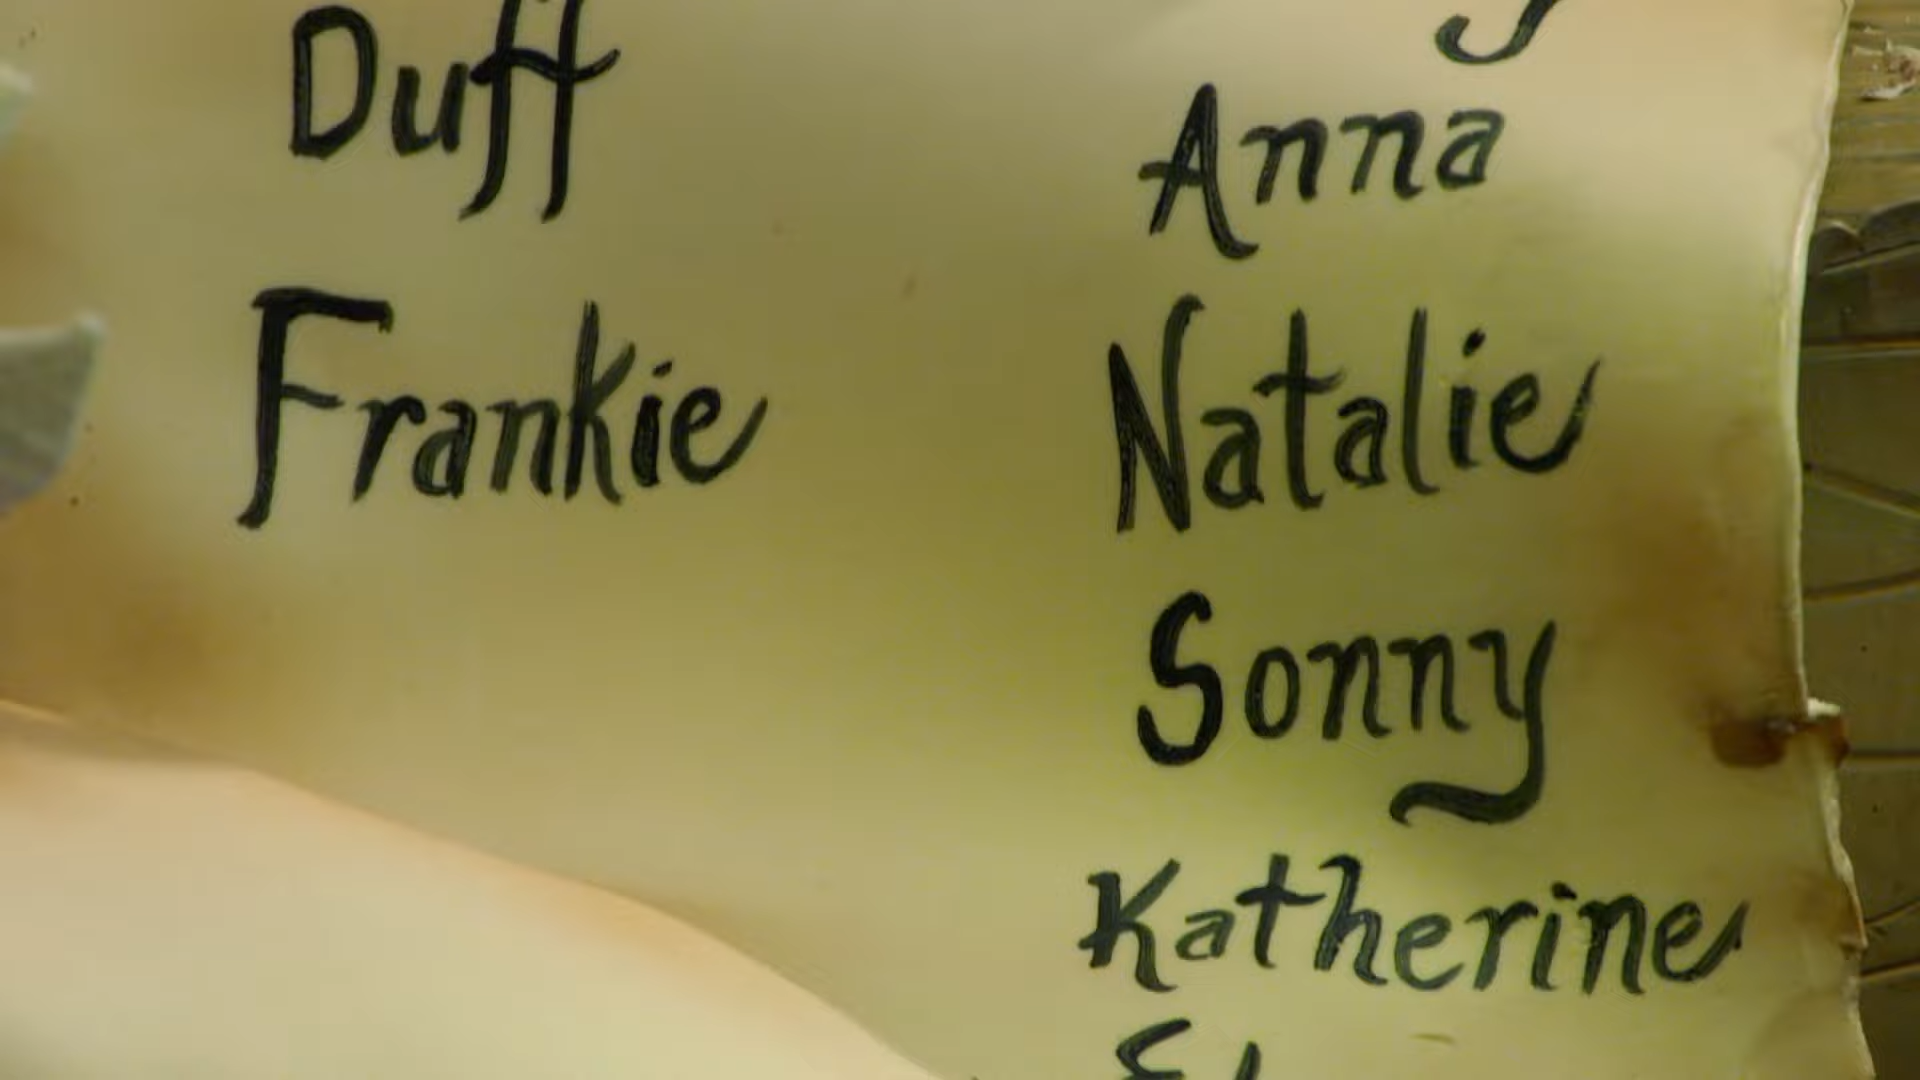 Duff
Frankie
Anna
Natalie
Sonny
Katherine